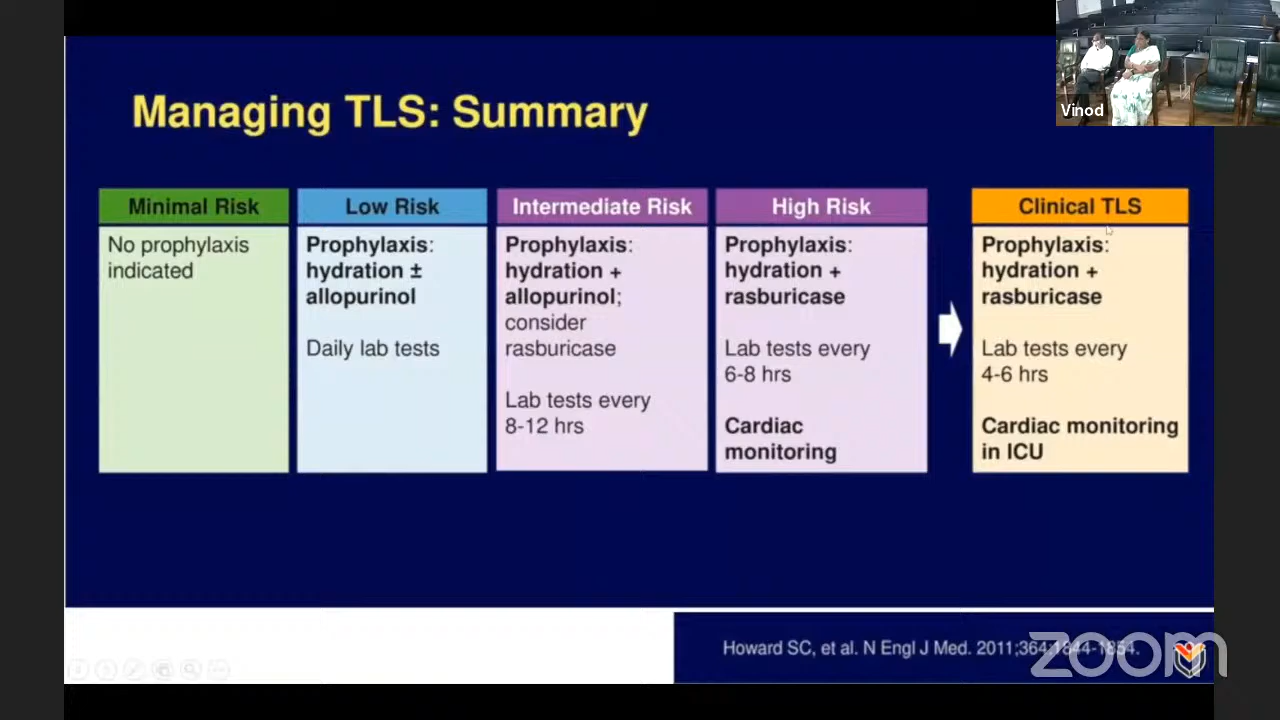 Vinod
Managing TLS: Summary
Minimal Risk
No prophylaxis
indicated
Low Risk
Prophylaxis:
hydration ±
allopurinol
Daily lab tests
Intermediate Risk
Prophylaxis:
hydration +
allopurinol;
consider
rasburicase
Lab tests every
8-12 hrs
High Risk
Prophylaxis:
hydration +
rasburicase
Lab tests every
6-8 hrs
Cardiac
monitoring
Clinical TLS
Prophylaxis:
hydration +
rasburicase
Lab tests every
4-6 hrs
Cardiac monitoring
in ICU
Howard SC, et al. N Engl J Med. 2011;364:1844-1854.
zoom